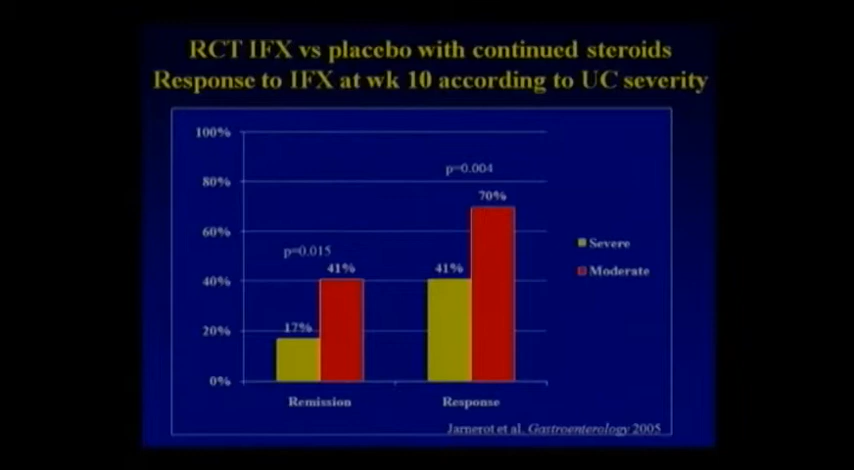 RCT IFX vs placebo with continued steroids
Response to IFX at wk 10 according to UC severity
100%
80%
60%
40%
20%
0%
p=0.015
p=0.004
17%
41%
41%
70%
Remission
Response
Severe
Moderate
Jarnerot et al. Gastroenterology 2005